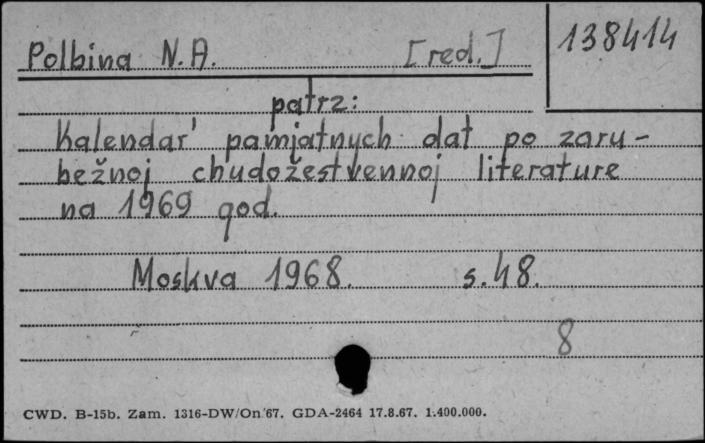 Polbina N.A. [red.] 138414
patrz:
Kalendar' pamjatnych dat po zaru-
bežnoj chudožestvennoj literature
na 1969 god.
Moskva 1968. s. 48.
8
CWD. B-15b. Zam. 1316-DW/On/67. GDA-2464 17.8.67. 1:400.000.